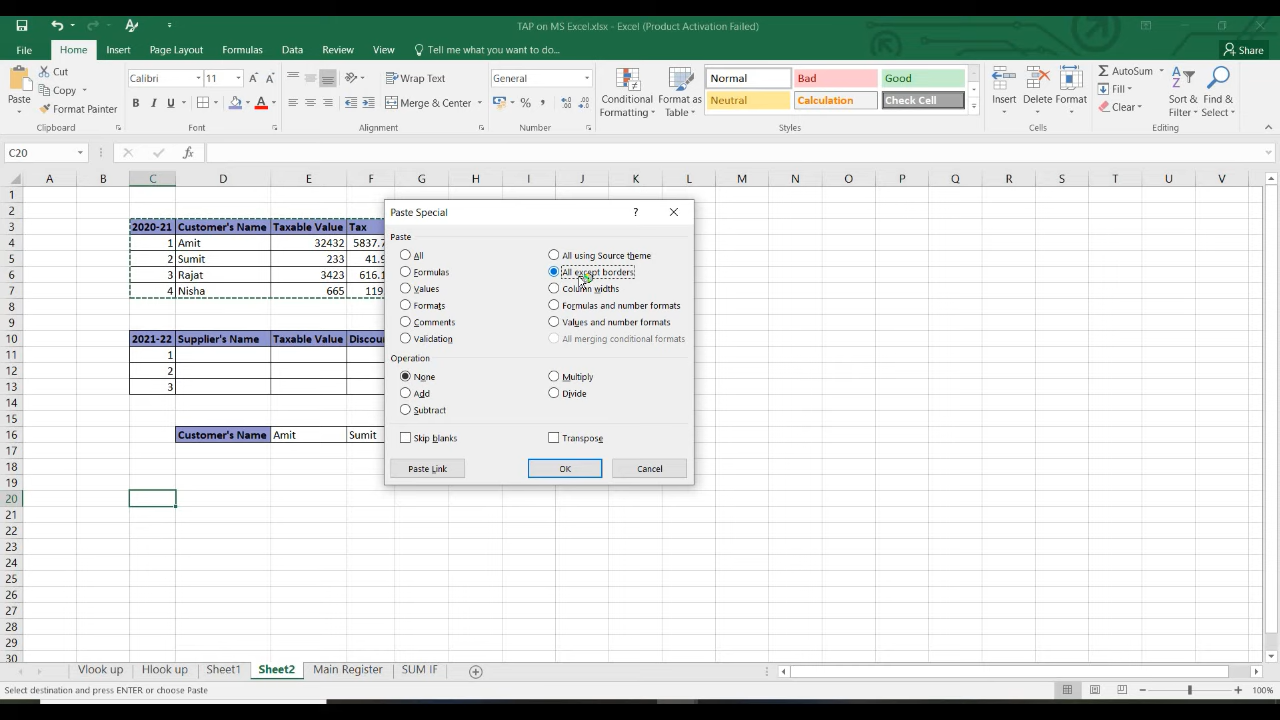 TAP on MS Excel.xlsx - Excel (Product Activation Failed)
File Home Insert Page Layout Formulas Data Review View Tell me what you want to do... Share
Paste Cut Copy Format Painter
Clipboard
Calibri 11
B I U A
Font
Wrap Text
Merge & Center
Alignment
General
%
Number
Conditional Formatting
Format as Table
Normal Bad Good
Neutral Calculation Check Cell
Styles
Insert Delete Format
Cells
AutoSum
Fill
Clear
Sort & Filter
Find & Select
Editing
C20 fx
A B C D E F G H I J K L M N O P Q R S T U V
1
2
3 2020-21 Customer's Name Taxable Value Tax
4 1 Amit 32432 5837.7
5 2 Sumit 233 41.9
6 3 Rajat 3423 616.1
7 4 Nisha 665 119
8
9
10 2021-22 Supplier's Name Taxable Value Discou
11 1
12 2
13 3
14
15
16 Customer's Name Amit Sumit
17
18
19
20
21
22
23
24
25
26
27
28
29
30
Paste Special ?
Paste
All All using Source theme
Formulas All except borders
Values Column widths
Formats Formulas and number formats
Comments Values and number formats
Validation All merging conditional formats
Operation
None Multiply
Add Divide
Subtract
Skip blanks Transpose
Paste Link OK Cancel
Vlook up Hlook up Sheet1 Sheet2 Main Register SUM IF
Select destination and press ENTER or choose Paste 100%